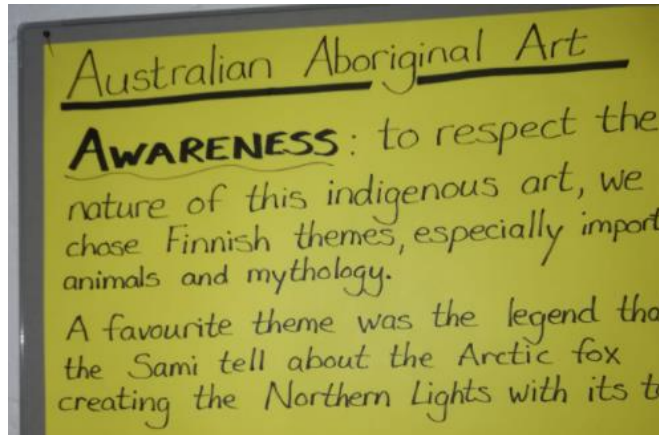 Australian Aboriginal Art
AWARENESS: to respect the
nature of this indigenous art, we
chose Finnish themes, especially
animals and mythology.
A favourite theme was the legend
the Sami tell about the Arctic fox
creating the Northern Lights with its